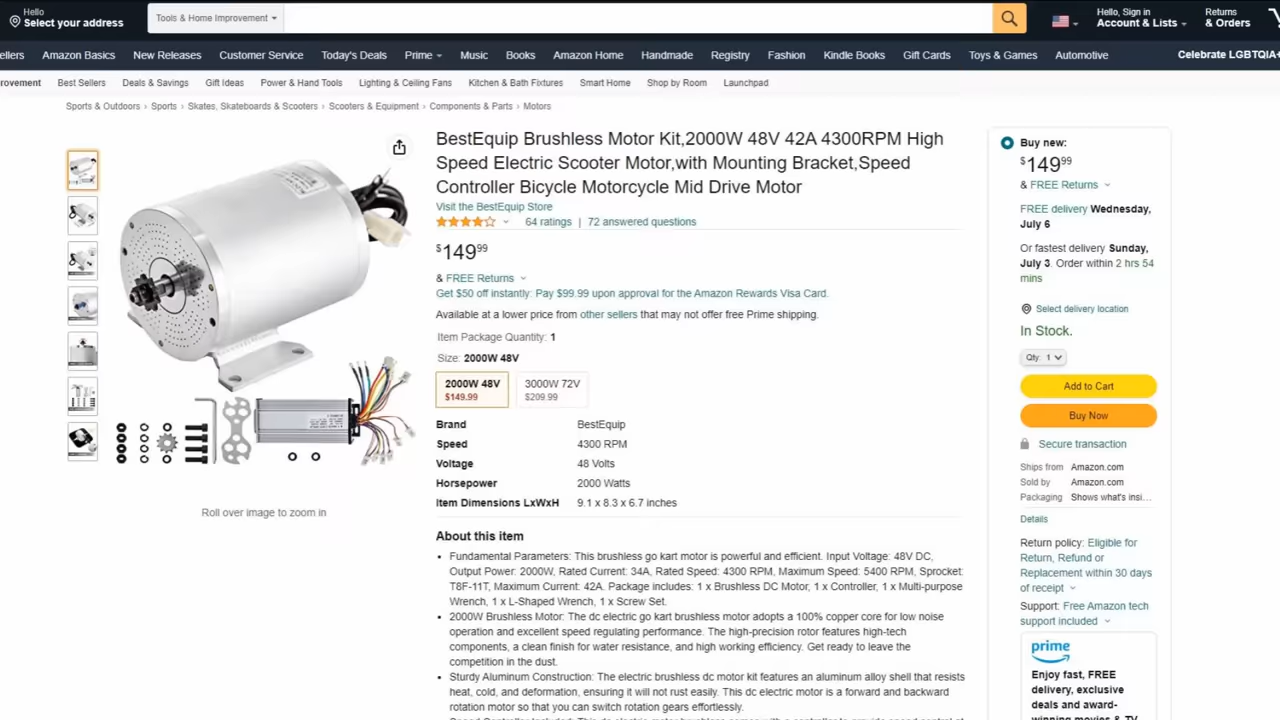 Hello
Select your address
Tools & Home Improvement
Hello, Sign in
Account & Lists
Returns
& Orders
ellers Amazon Basics New Releases Customer Service Today's Deals Prime Music Books Amazon Home Handmade Registry Fashion Kindle Books Gift Cards Toys & Games Automotive Celebrate LGBTQIA+
rovement Best Sellers Deals & Savings Gift Ideas Power & Hand Tools Lighting & Ceiling Fans Kitchen & Bath Fixtures Smart Home Shop by Room Launchpad
Sports & Outdoors › Sports › Skates, Skateboards & Scooters › Scooters & Equipment › Components & Parts › Motors
Roll over image to zoom in
BestEquip Brushless Motor Kit,2000W 48V 42A 4300RPM High
Speed Electric Scooter Motor,with Mounting Bracket,Speed
Controller Bicycle Motorcycle Mid Drive Motor
Visit the BestEquip Store
64 ratings | 72 answered questions
$149.99
& FREE Returns
Get $50 off instantly: Pay $99.99 upon approval for the Amazon Rewards Visa Card.
Available at a lower price from other sellers that may not offer free Prime shipping.
Item Package Quantity: 1
Size: 2000W 48V
2000W 48V 3000W 72V
$149.99 $209.99
Brand BestEquip
Speed 4300 RPM
Voltage 48 Volts
Horsepower 2000 Watts
Item Dimensions LxWxH 9.1 x 8.3 x 6.7 inches
About this item
• Fundamental Parameters: This brushless go kart motor is powerful and efficient. Input Voltage: 48V DC,
Output Power: 2000W, Rated Current: 34A, Rated Speed: 4300 RPM, Maximum Speed: 5400 RPM, Sprocket:
T8F-11T, Maximum Current: 42A. Package includes: 1 x Brushless DC Motor, 1 x Controller, 1 x Multi-purpose
Wrench, 1 x L-Shaped Wrench, 1 x Screw Set.
• 2000W Brushless Motor: The dc electric go kart brushless motor adopts a 100% copper core for low noise
operation and excellent speed regulating performance. The high-precision rotor features high-tech
components, a clean finish for water resistance, and high working efficiency. Get ready to leave the
competition in the dust.
• Sturdy Aluminum Construction: The electric brushless dc motor kit features an aluminum alloy shell that resists
heat, cold, and deformation, ensuring it will not rust easily. This dc electric motor is a forward and backward
rotation motor so that you can switch rotation gears effortlessly.
Buy new:
$149.99
& FREE Returns
FREE delivery Wednesday,
July 6
Or fastest delivery Sunday,
July 3. Order within 2 hrs 54
mins
Select delivery location
In Stock.
Qty: 1
Add to Cart
Buy Now
Secure transaction
Ships from Amazon.com
Sold by Amazon.com
Packaging Shows what's insi...
Details
Return policy: Eligible for
Return, Refund or
Replacement within 30 days
of receipt
Support: Free Amazon tech
support included
prime
Enjoy fast, FREE
delivery, exclusive
deals and award-
winning movies & TV